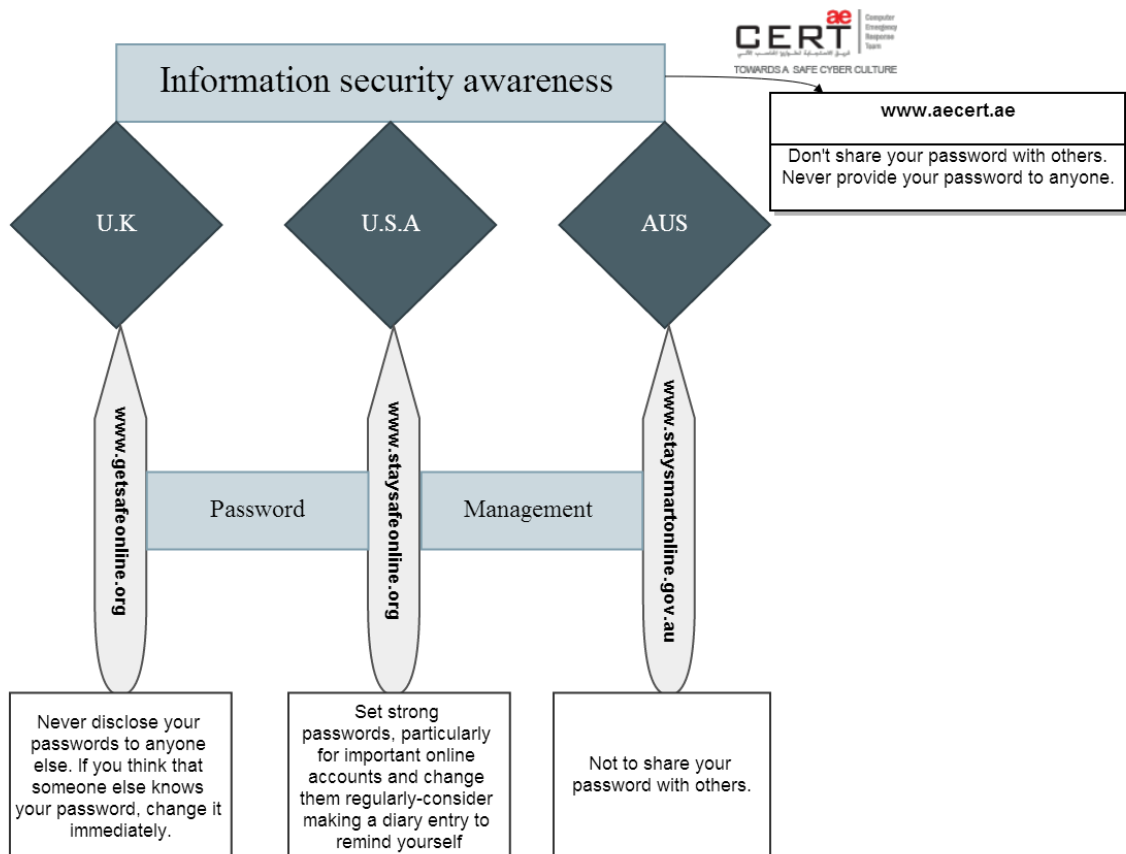 ae
CERT
Computer
Emergency
Response
Team
TOWARDS A SAFE CYBER CULTURE
Information security awareness
www.aecert.ae
Don't share your password with others.
Never provide your password to anyone.
U.K
U.S.A
AUS
www.getsafeonline.org
www.staysafeonline.org
www.staysmartonline.gov.au
Password
Management
Never disclose your
passwords to anyone
else. If you think that
someone else knows
your password, change it
immediately.
Set strong
passwords, particularly
for important online
accounts and change
them regularly-consider
making a diary entry to
remind yourself
Not to share your
password with others.